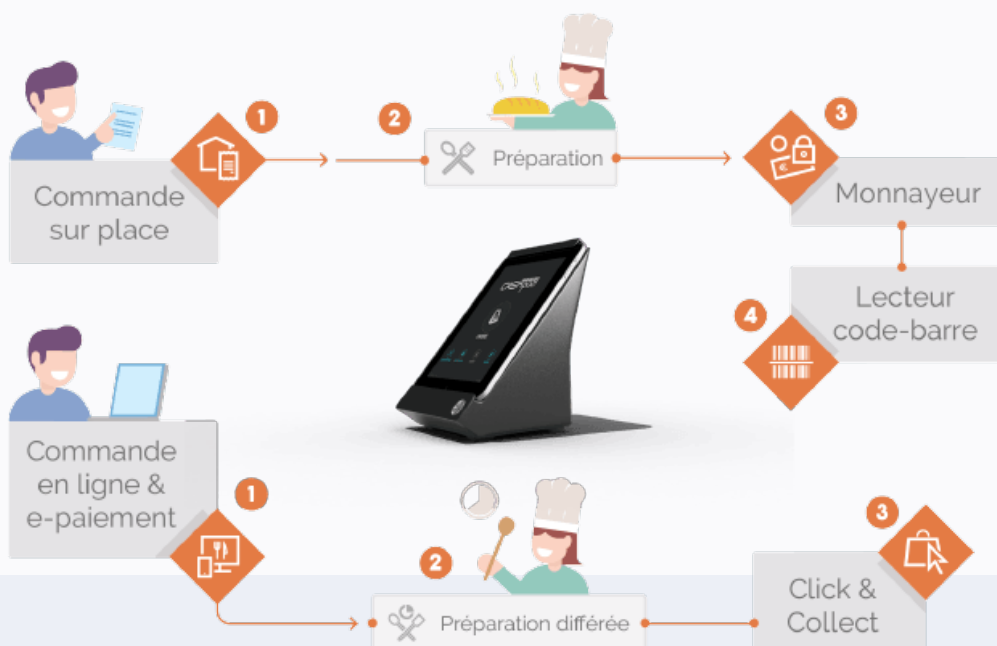 1
2
3
Préparation
Commande
sur place
Monnayeur
Lecteur
code-barre
4
Commande
en ligne &
e-paiement
1
2
3
Préparation différée
Click &
Collect